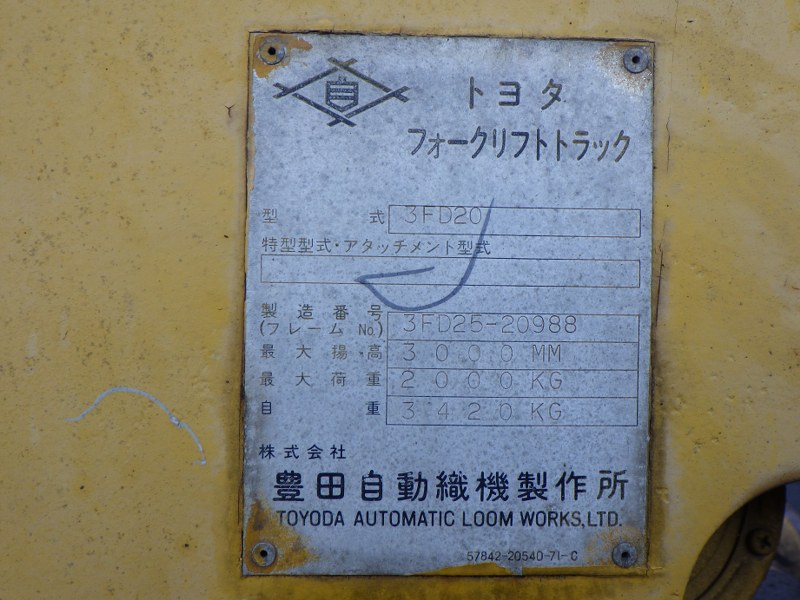 自
トヨタ
フォークリフトトラック
型式 3FD20
特型型式・アタッチメント型式
製造番号
(フレームNo.) 3FD25-20988
最大揚高 3000MM
最大荷重 2000KG
自重 3420KG
株式会社
豊田自動織機製作所
TOYODA AUTOMATIC LOOM WORKS,LTD.
57842-20540-71-C